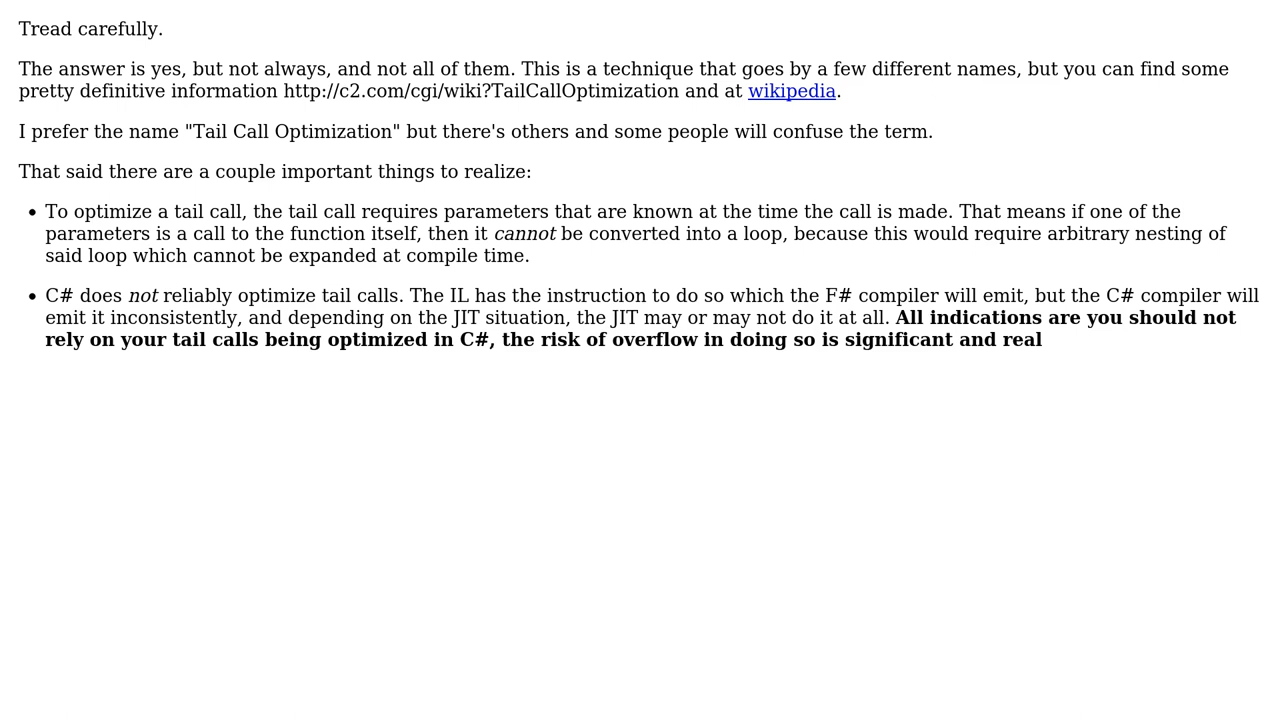 Tread carefully.
The answer is yes, but not always, and not all of them. This is a technique that goes by a few different names, but you can find some
pretty definitive information http://c2.com/cgi/wiki?TailCallOptimization and at wikipedia.
I prefer the name "Tail Call Optimization" but there's others and some people will confuse the term.
That said there are a couple important things to realize:
• To optimize a tail call, the tail call requires parameters that are known at the time the call is made. That means if one of the
parameters is a call to the function itself, then it cannot be converted into a loop, because this would require arbitrary nesting of
said loop which cannot be expanded at compile time.
• C# does not reliably optimize tail calls. The IL has the instruction to do so which the F# compiler will emit, but the C# compiler will
emit it inconsistently, and depending on the JIT situation, the JIT may or may not do it at all. All indications are you should not
rely on your tail calls being optimized in C#, the risk of overflow in doing so is significant and real